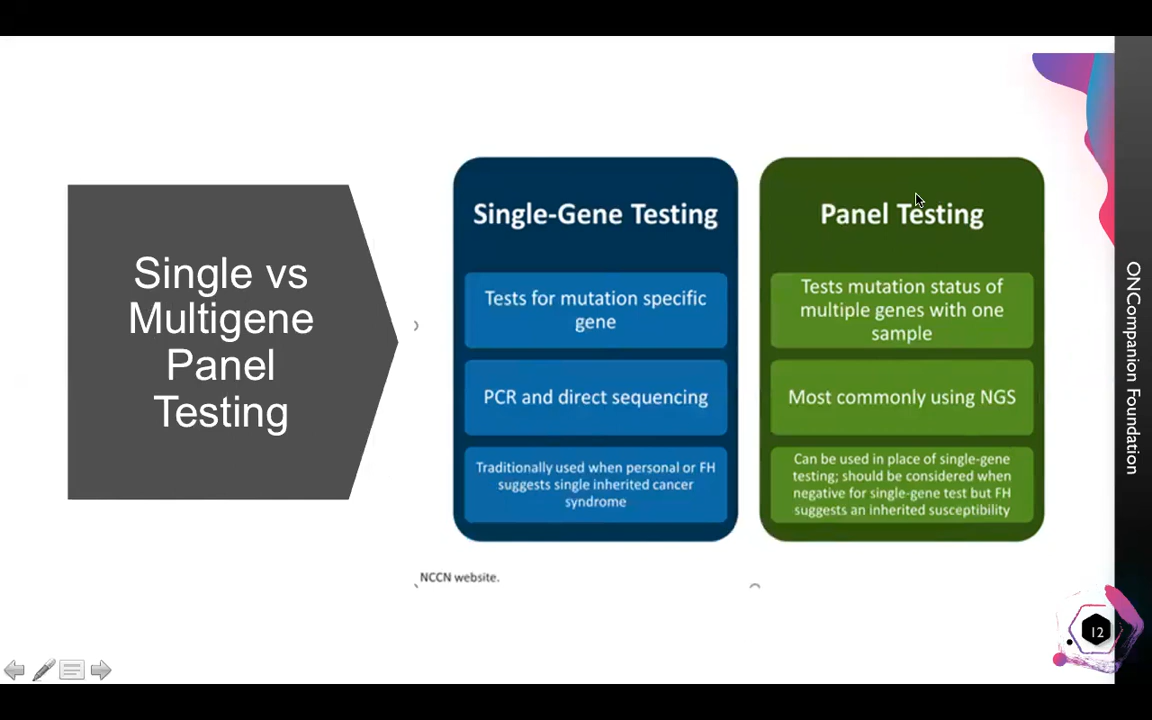 Single vs
Multigene
Panel
Testing
Single-Gene Testing
Tests for mutation specific
gene
PCR and direct sequencing
Traditionally used when personal or FH
suggests single inherited cancer
syndrome
Panel Testing
Tests mutation status of
multiple genes with one
sample
Most commonly using NGS
Can be used in place of single-gene
testing; should be considered when
negative for single-gene test but FH
suggests an inherited susceptibility
NCCN website.
ONCompanion Foundation
12